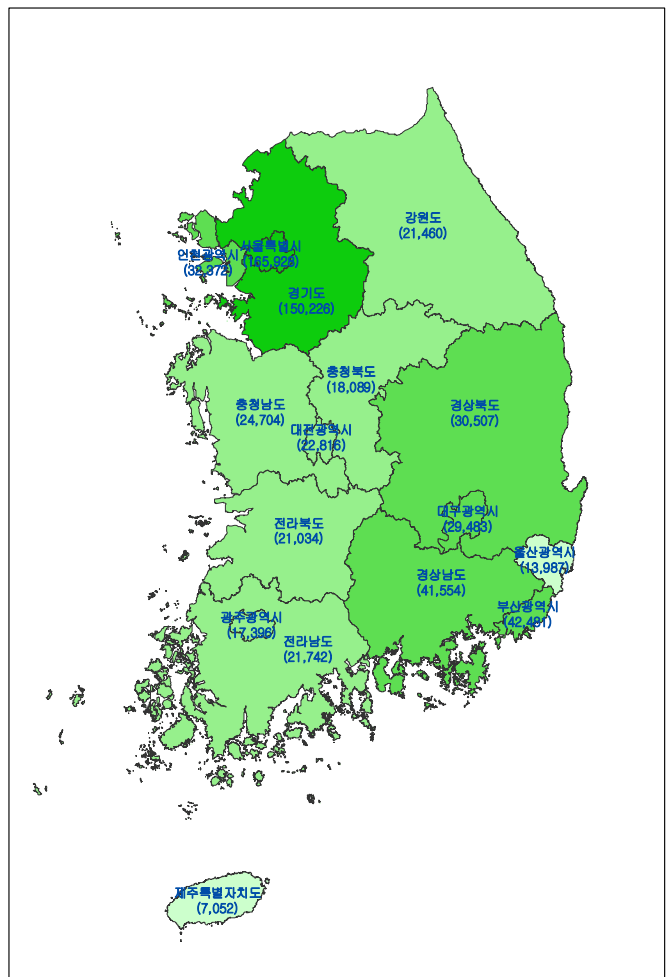 강원도
(21,460)
서울특별시
(165,928)
인천광역시
(32,372)
경기도
(150,226)
충청북도
(18,089)
충청남도
(24,704)
경상북도
(30,507)
대전광역시
(22,816)
대구광역시
(29,483)
전라북도
(21,034)
울산광역시
(13,987)
경상남도
(41,554)
부산광역시
(42,481)
광주광역시
(17,396)
전라남도
(21,742)
제주특별자치도
(7,052)